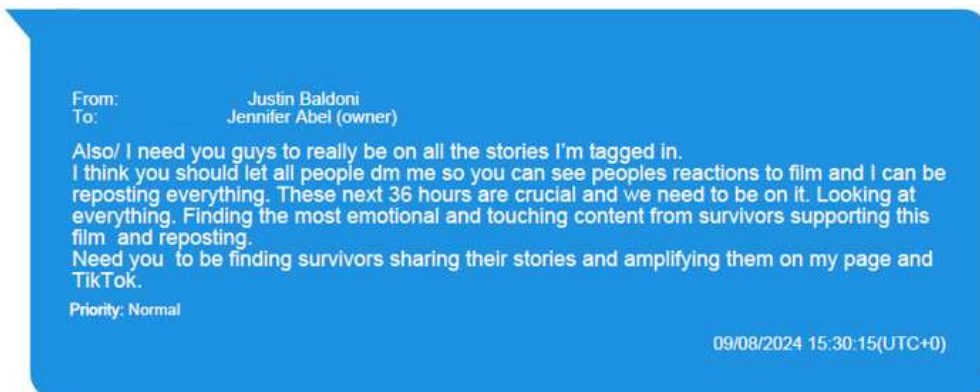 From: Justin Baldoni
To: Jennifer Abel (owner)
Also/ I need you guys to really be on all the stories I'm tagged in.
I think you should let all people dm me so you can see peoples reactions to film and I can be
reposting everything. These next 36 hours are crucial and we need to be on it. Looking at
everything. Finding the most emotional and touching content from survivors supporting this
film and reposting.
Need you to be finding survivors sharing their stories and amplifying them on my page and
TikTok.
Priority: Normal
09/08/2024 15:30:15(UTC+0)